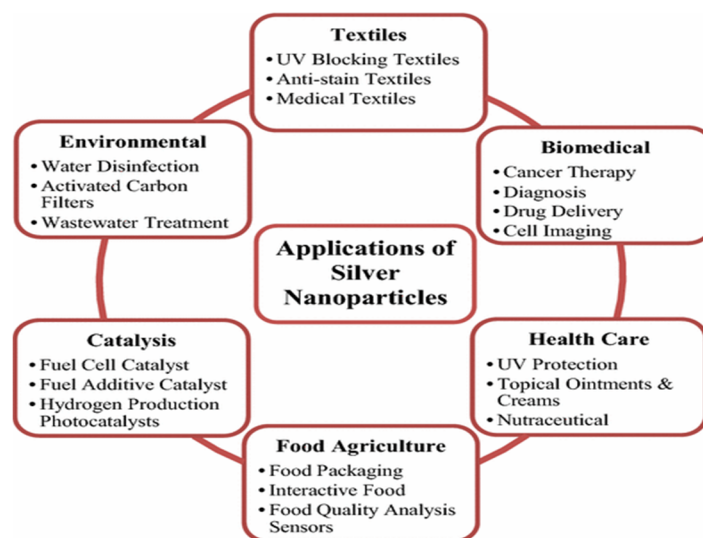 Textiles
• UV Blocking Textiles
• Anti-stain Textiles
• Medical Textiles
Environmental
• Water Disinfection
• Activated Carbon
Filters
• Wastewater Treatment
Biomedical
• Cancer Therapy
• Diagnosis
• Drug Delivery
• Cell Imaging
Applications of
Silver
Nanoparticles
Catalysis
• Fuel Cell Catalyst
• Fuel Additive Catalyst
• Hydrogen Production
Photocatalysts
Health Care
• UV Protection
• Topical Ointments &
Creams
• Nutraceutical
Food Agriculture
• Food Packaging
• Interactive Food
• Food Quality Analysis
Sensors